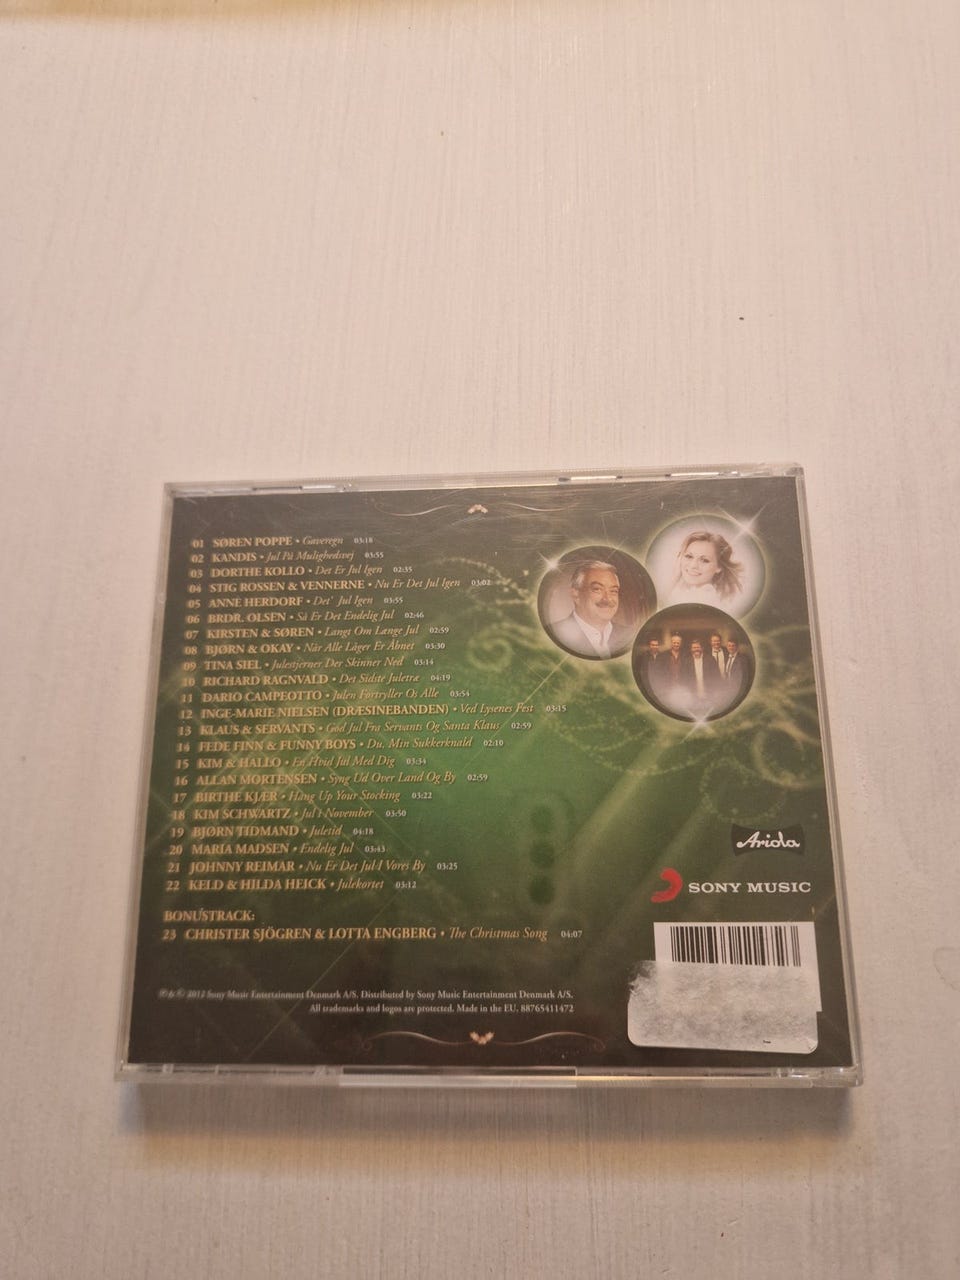 01 SØREN POPPE • Gaveregn 03:18
02 KANDIS • Jul På Mulighedsvej 03:55
03 DORTHE KOLLO • Det Er Jul Igen 02:35
04 STIG ROSSEN & VENNERNE • Nu Er Det Jul Igen 03:02
05 ANNE HERDORF • Det' Jul Igen 03:55
06 BRDR. OLSEN • Så Er Det Endelig Jul 02:46
07 KIRSTEN & SØREN • Langt Om Længe Jul 02:59
08 BJØRN & OKAY • Når Alle Låger Er Åbnet 03:30
09 TINA SIEL • Julestjerner Der Skinner Ned 03:14
10 RICHARD RAGNVALD • Det Sidste Juletræ 04:19
11 DARIO CAMPEOTTO • Julen Fortryller Os Alle 03:54
12 INGE-MARIE NIELSEN (DRÆSINEBANDEN) • Ved Lysenes Fest 03:15
13 KLAUS & SERVANTS • God Jul Fra Servants Og Santa Klaus 02:59
14 FEDE FINN & FUNNY BOYS • Du, Min Sukkerknald 02:10
15 KIM & HALLO • En Hvid Jul Med Dig 03:34
16 ALLAN MORTENSEN • Syng Ud Over Land Og By 02:59
17 BIRTHE KJÆR • Hang Up Your Stocking 03:22
18 KIM SCHWARTZ • Jul i November 03:50
19 BJØRN TIDMAND • Juletid 04:18
20 MARIA MADSEN • Endelig Jul 03:43
21 JOHNNY REIMAR • Nu Er Det Jul I Vores By 03:25
22 KELD & HILDA HEICK • Julekortet 03:12
BONUSTRACK:
23 CHRISTER SJÖGREN & LOTTA ENGBERG • The Christmas Song 04:07
Ariola
SONY MUSIC
℗ & © 2012 Sony Music Entertainment Denmark A/S. Distributed by Sony Music Entertainment Denmark A/S.
All trademarks and logos are protected. Made in the EU. 88765411472